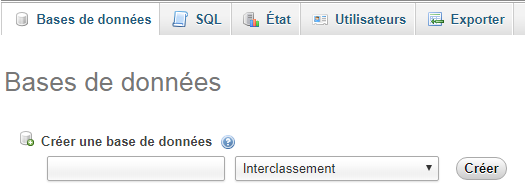 Bases de données SQL État Utilisateurs Exporter
Bases de données
Créer une base de données
Interclassement Créer